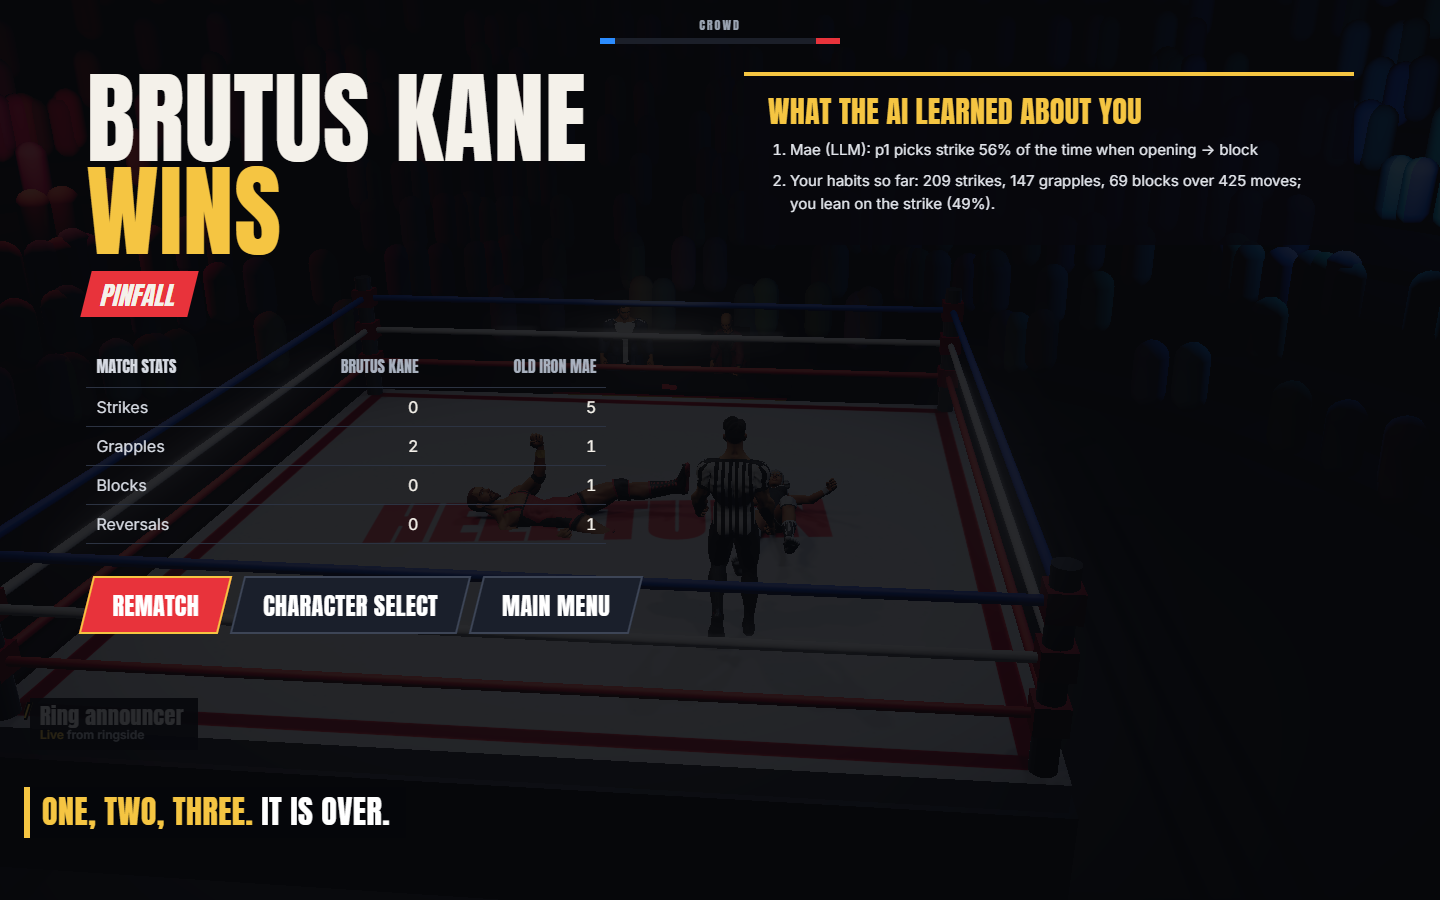 CROWD
BRUTUS KANE
WINS
PINFALL
WHAT THE AI LEARNED ABOUT YOU
1. Mae (LLM): p1 picks strike 56% of the time when opening → block
2. Your habits so far: 209 strikes, 147 grapples, 69 blocks over 425 moves;
you lean on the strike (49%).
MATCH STATS BRUTUS KANE OLD IRON MAE
Strikes 0 5
Grapples 2 1
Blocks 0 1
Reversals 0 1
REMATCH CHARACTER SELECT MAIN MENU
Ring announcer
Live from ringside
ONE, TWO, THREE. IT IS OVER.